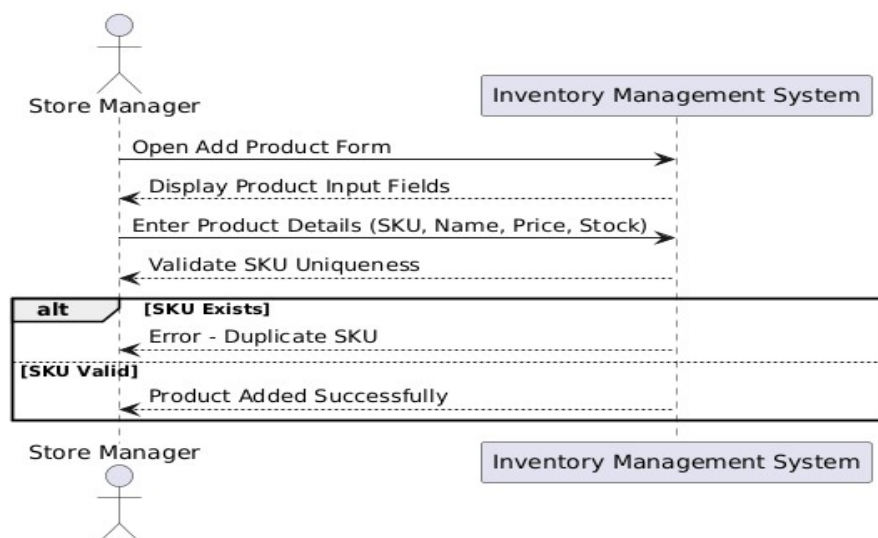 Store Manager
Inventory Management System
Open Add Product Form
Display Product Input Fields
Enter Product Details (SKU, Name, Price, Stock)
Validate SKU Uniqueness
alt [SKU Exists]
Error - Duplicate SKU
[SKU Valid]
Product Added Successfully
Store Manager
Inventory Management System